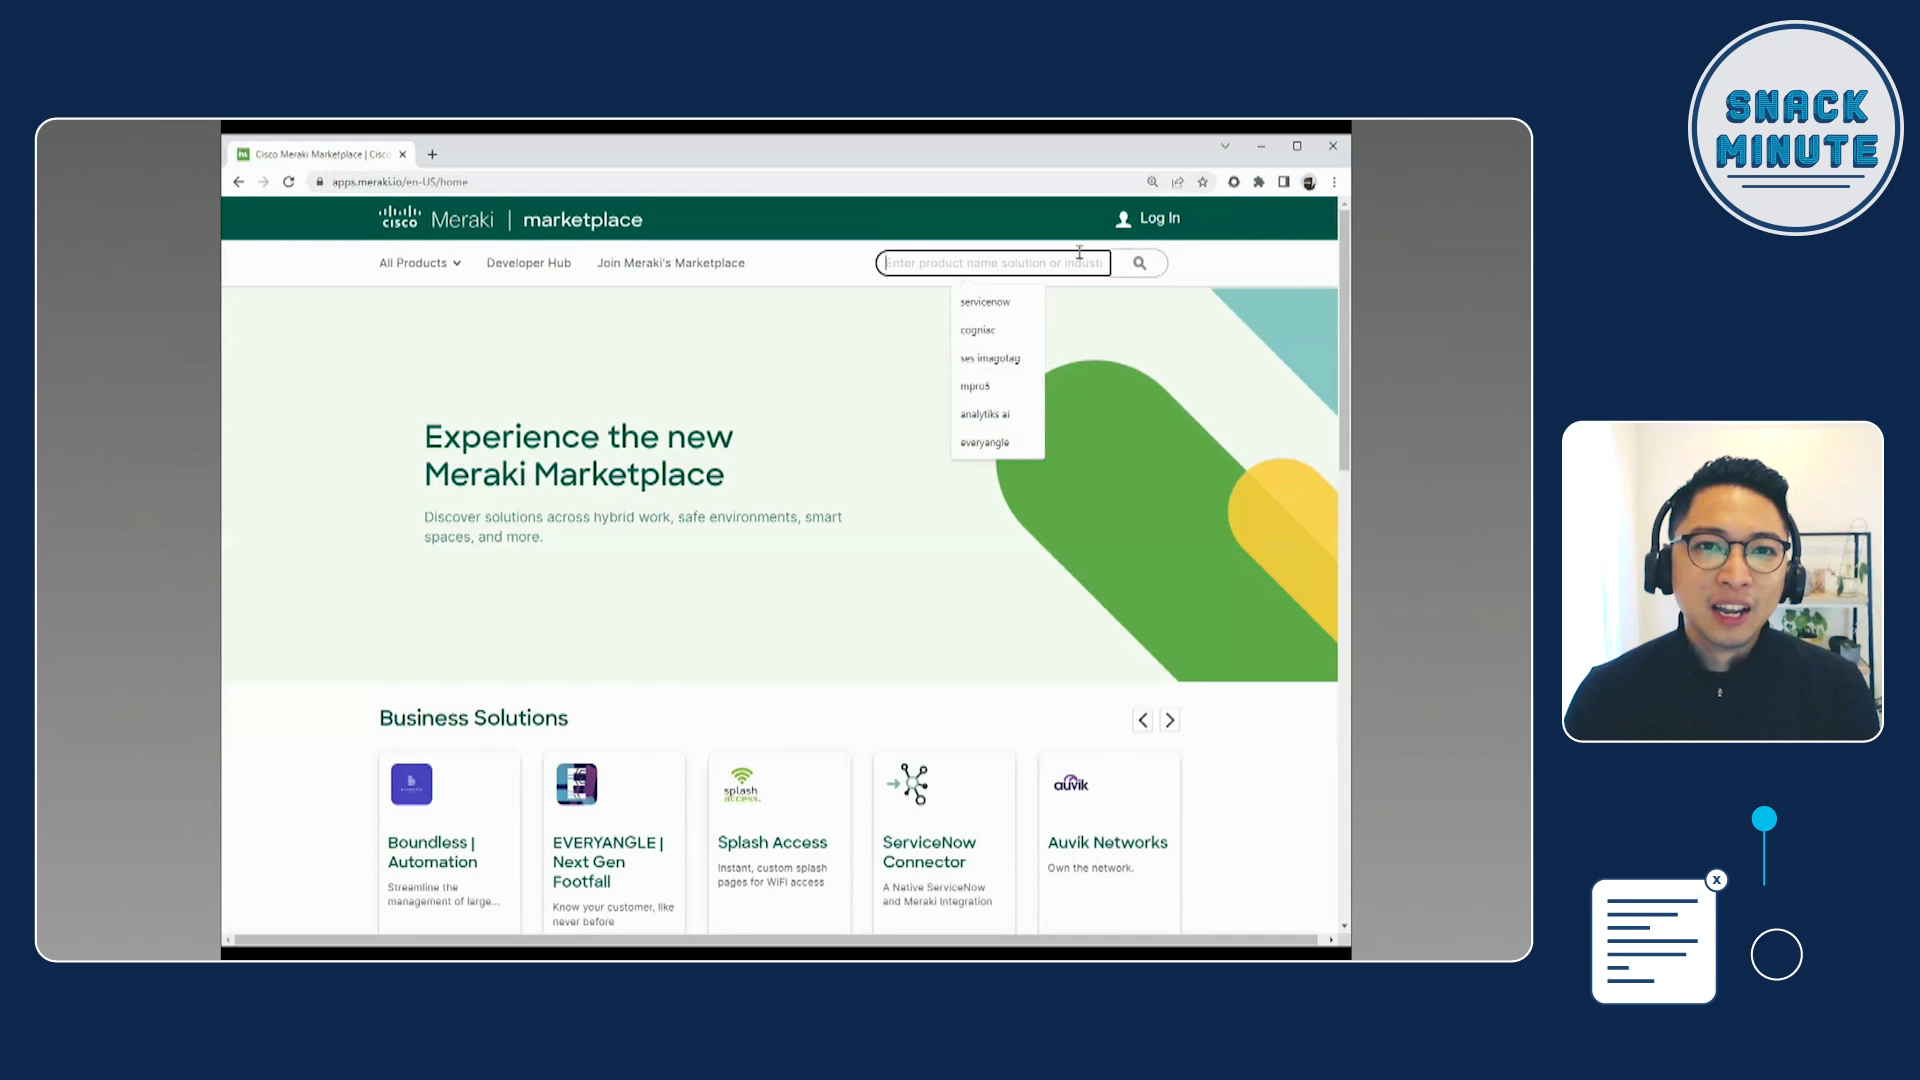 SNACK
MINUTE
Cisco Meraki Marketplace | Cisco
apps.meraki.io/en-US/home
cisco Meraki | marketplace
Log In
All Products
Developer Hub
Join Meraki's Marketplace
Enter product name solution or industr
servicenow
cogniac
ses imagotag
mpro5
analytiks ai
everyangle
Experience the new
Meraki Marketplace
Discover solutions across hybrid work, safe environments, smart
spaces, and more.
Business Solutions
Boundless |
Automation
Streamline the
management of large...
EVERYANGLE |
Next Gen
Footfall
Know your customer, like
never before
splash
access.
Splash Access
Instant, custom splash
pages for WiFi access
ServiceNow
Connector
A Native ServiceNow
and Meraki Integration
auvik
Auvik Networks
Own the network.
x